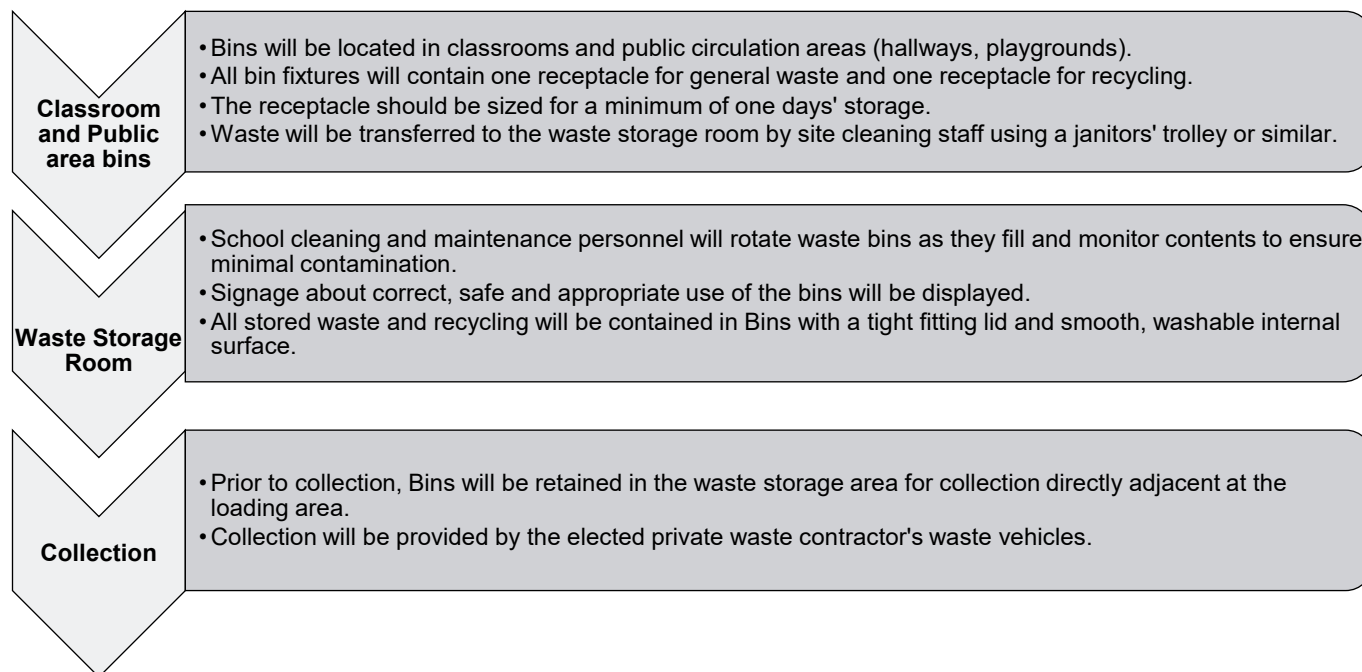 Classroom
and Public
area bins
•Bins will be located in classrooms and public circulation areas (hallways, playgrounds).
•All bin fixtures will contain one receptacle for general waste and one receptacle for recycling.
•The receptacle should be sized for a minimum of one days' storage.
•Waste will be transferred to the waste storage room by site cleaning staff using a janitors' trolley or similar.
Waste Storage
Room
•School cleaning and maintenance personnel will rotate waste bins as they fill and monitor contents to ensure
minimal contamination.
•Signage about correct, safe and appropriate use of the bins will be displayed.
•All stored waste and recycling will be contained in Bins with a tight fitting lid and smooth, washable internal
surface.
Collection
•Prior to collection, Bins will be retained in the waste storage area for collection directly adjacent at the
loading area.
•Collection will be provided by the elected private waste contractor's waste vehicles.